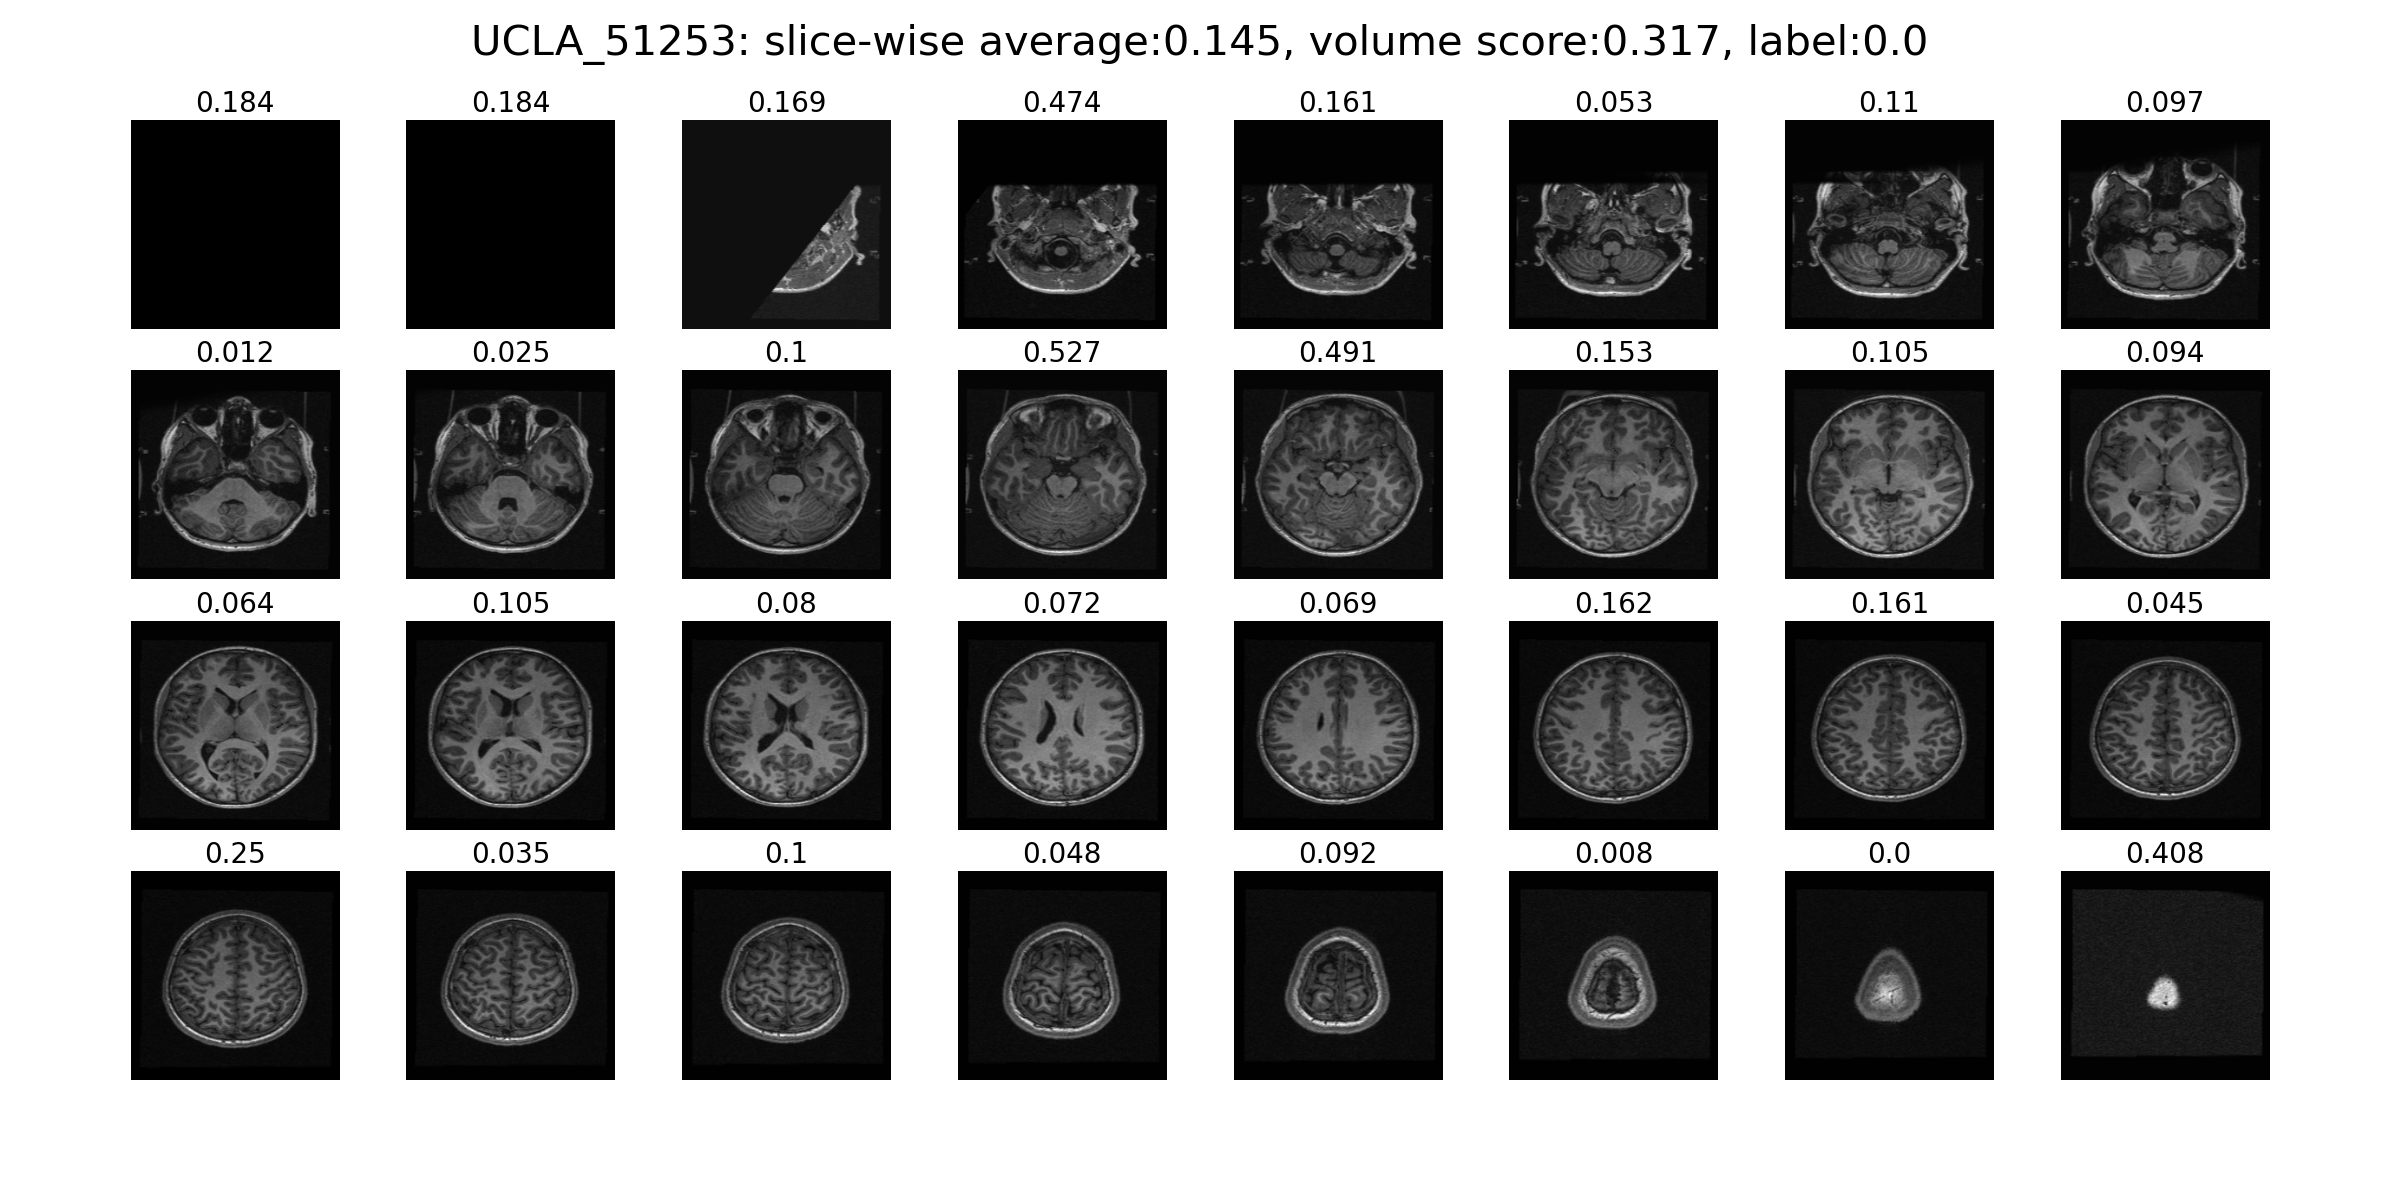 UCLA_51253: slice-wise average:0.145, volume score:0.317, label:0.0
0.184 0.184 0.169 0.474 0.161 0.053 0.11 0.097
0.012 0.025 0.1 0.527 0.491 0.153 0.105 0.094
0.064 0.105 0.08 0.072 0.069 0.162 0.161 0.045
0.25 0.035 0.1 0.048 0.092 0.008 0.0 0.408